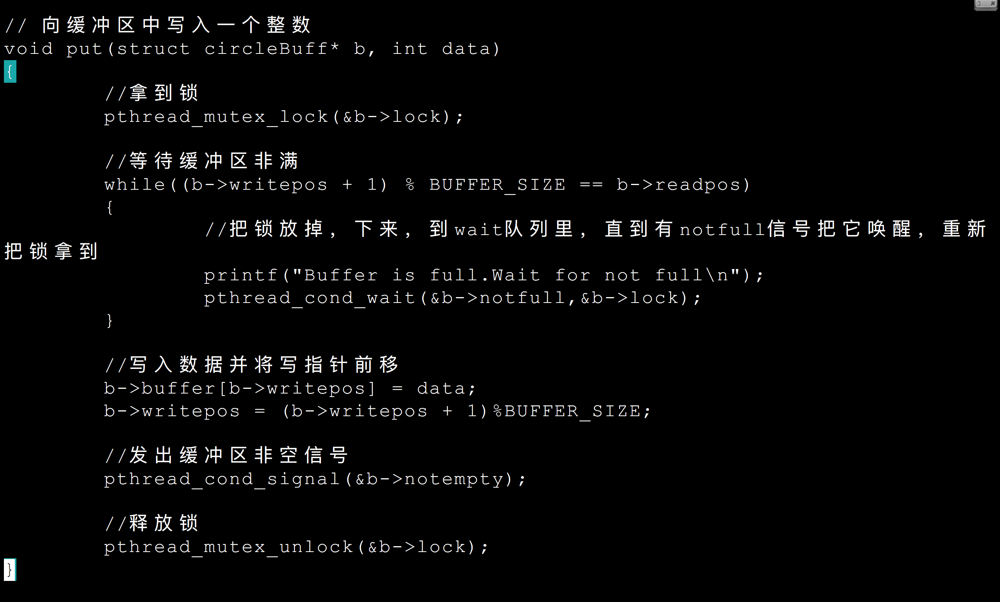 // 向缓冲区中写入一个整数
void put(struct circleBuff* b, int data)
{
        //拿到锁
        pthread_mutex_lock(&b->lock);

        //等待缓冲区非满
        while((b->writepos + 1) % BUFFER_SIZE == b->readpos)
        {
                //把锁放掉，下来，到wait队列里，直到有notfull信号把它唤醒，重新
把锁拿到
                printf("Buffer is full.Wait for not full\n");
                pthread_cond_wait(&b->notfull,&b->lock);
        }

        //写入数据并将写指针前移
        b->buffer[b->writepos] = data;
        b->writepos = (b->writepos + 1)%BUFFER_SIZE;

        //发出缓冲区非空信号
        pthread_cond_signal(&b->notempty);

        //释放锁
        pthread_mutex_unlock(&b->lock);
}